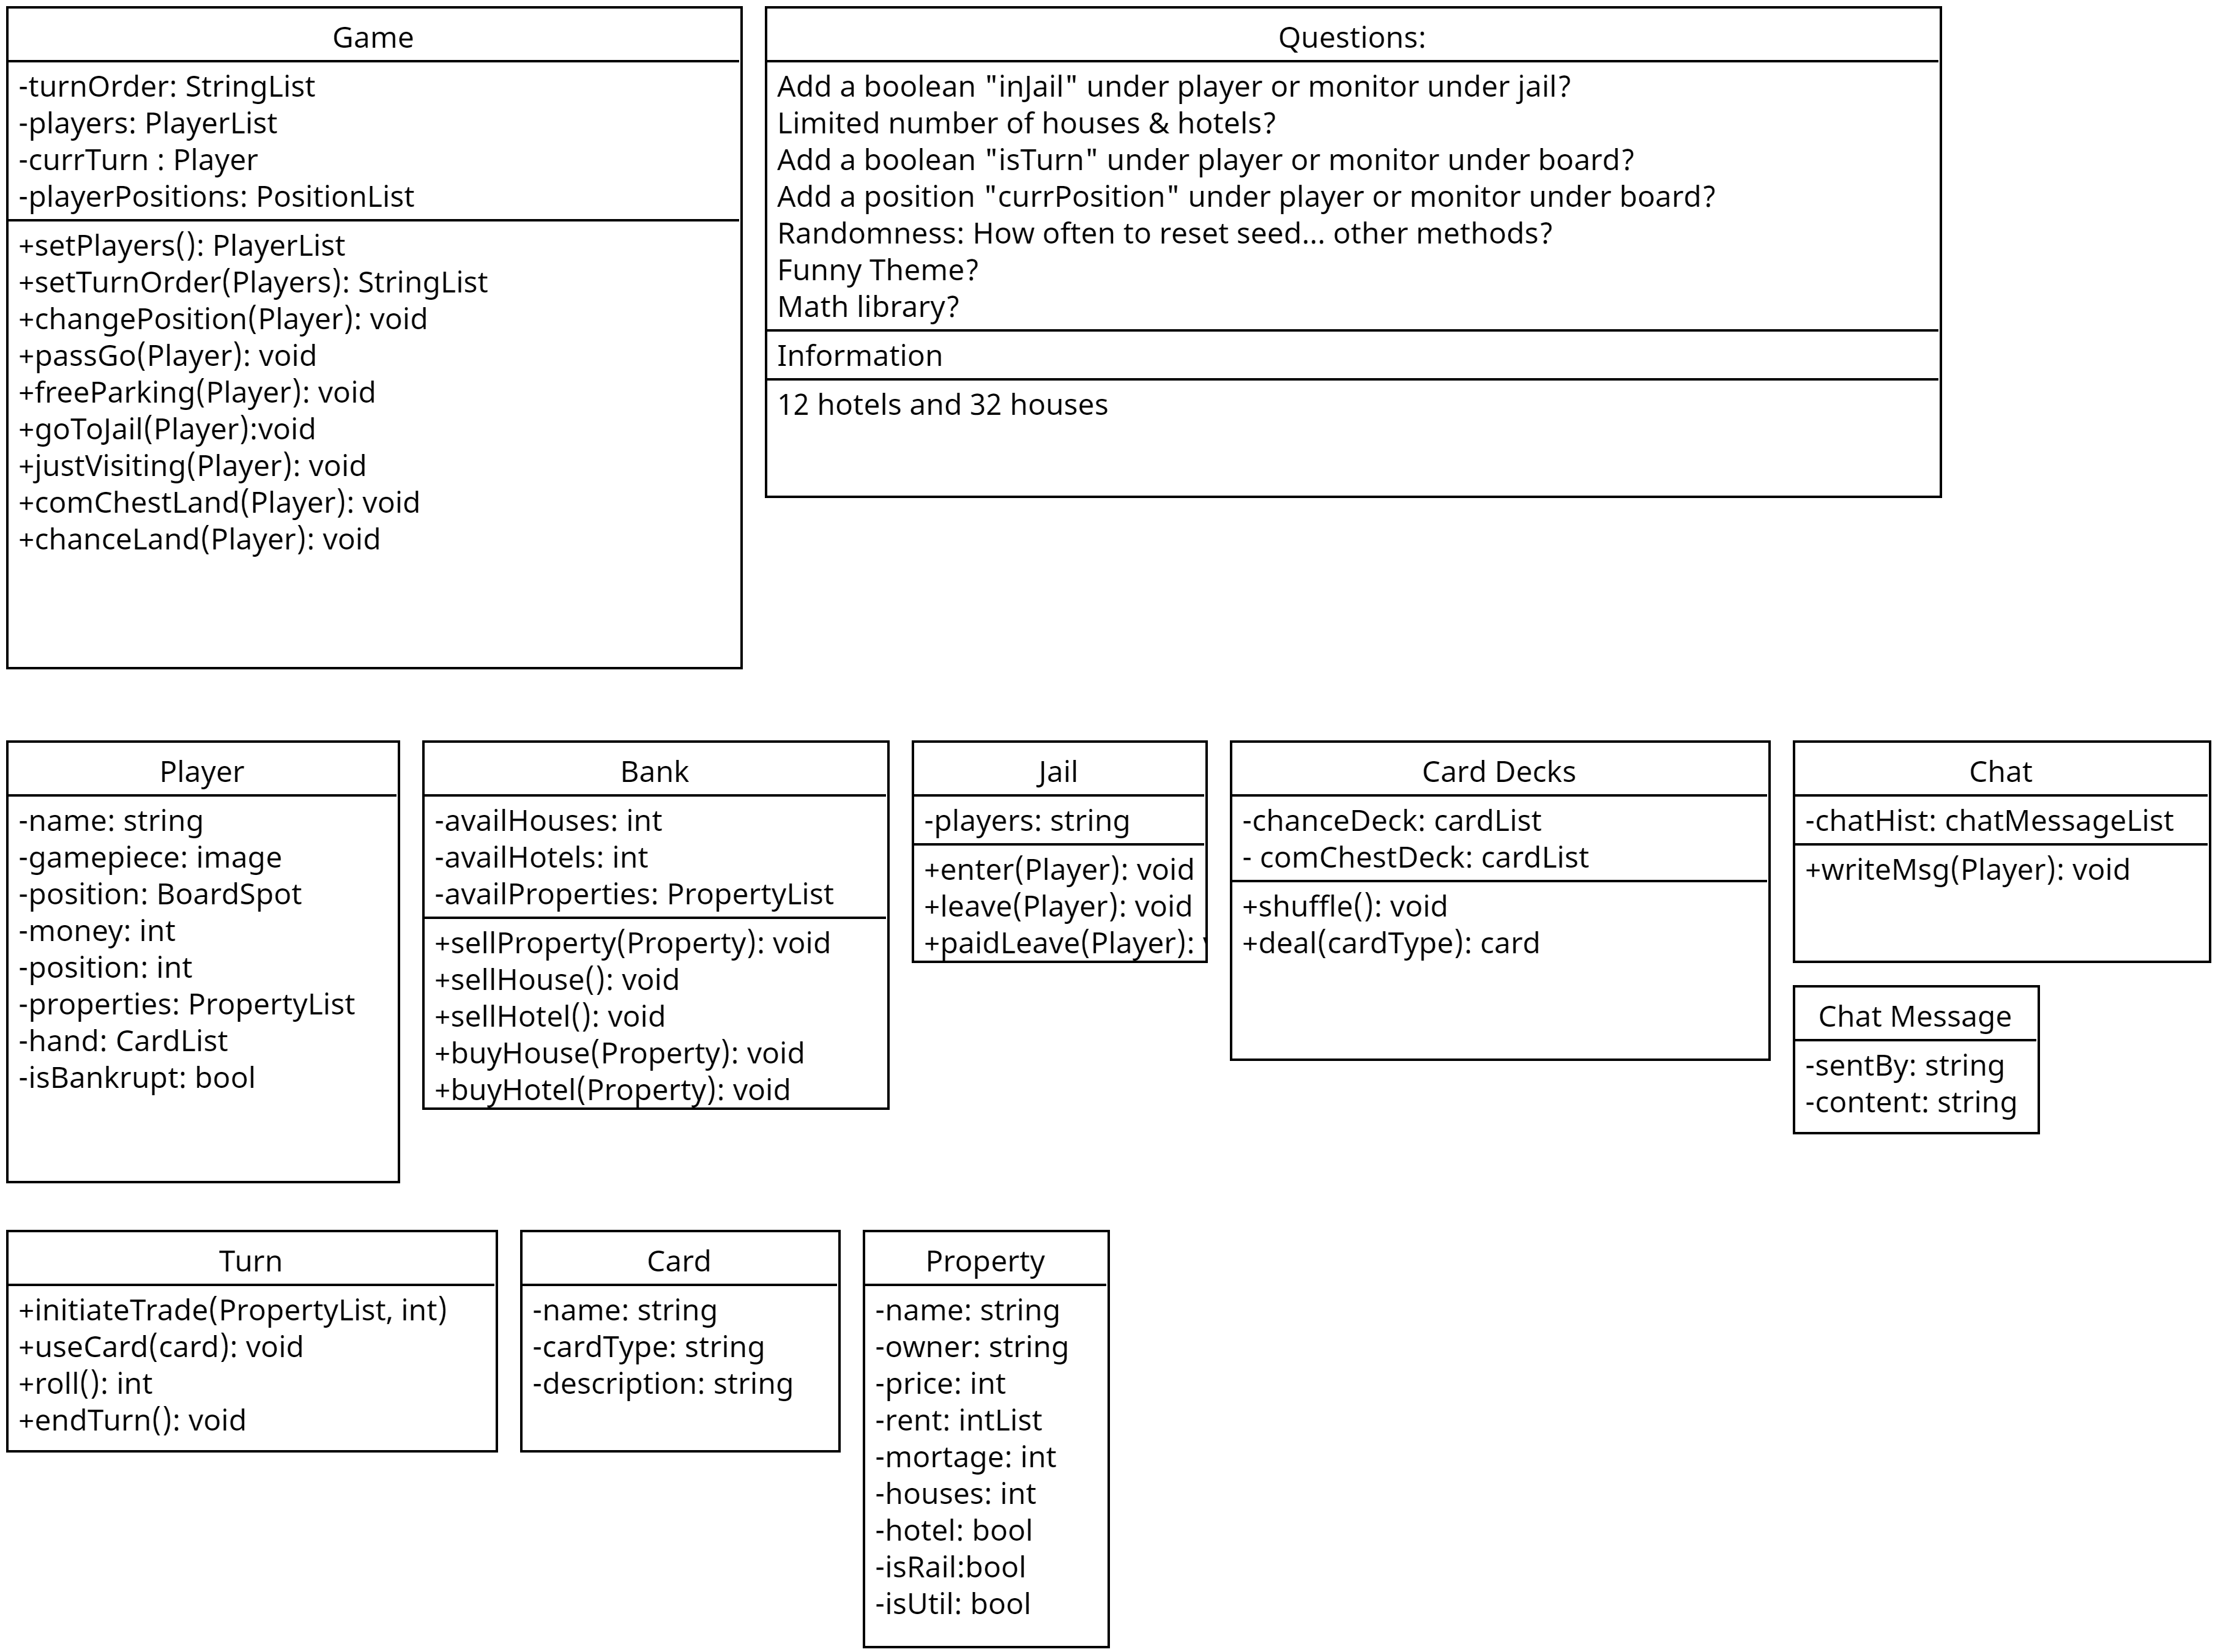 Game
-turnOrder: StringList
-players: PlayerList
-currTurn : Player
-playerPositions: PositionList
+setPlayers(): PlayerList
+setTurnOrder(Players): StringList
+changePosition(Player): void
+passGo(Player): void
+freeParking(Player): void
+goToJail(Player):void
+justVisiting(Player): void
+comChestLand(Player): void
+chanceLand(Player): void
Questions:
Add a boolean "inJail" under player or monitor under jail?
Limited number of houses & hotels?
Add a boolean "isTurn" under player or monitor under board?
Add a position "currPosition" under player or monitor under board?
Randomness: How often to reset seed... other methods?
Funny Theme?
Math library?
Information
12 hotels and 32 houses
Player
-name: string
-gamepiece: image
-position: BoardSpot
-money: int
-position: int
-properties: PropertyList
-hand: CardList
-isBankrupt: bool
Bank
-availHouses: int
-availHotels: int
-availProperties: PropertyList
+sellProperty(Property): void
+sellHouse(): void
+sellHotel(): void
+buyHouse(Property): void
+buyHotel(Property): void
Jail
-players: string
+enter(Player): void
+leave(Player): void
+paidLeave(Player):
Card Decks
-chanceDeck: cardList
- comChestDeck: cardList
+shuffle(): void
+deal(cardType): card
Chat
-chatHist: chatMessageList
+writeMsg(Player): void
Chat Message
-sentBy: string
-content: string
Turn
+initiateTrade(PropertyList, int)
+useCard(card): void
+roll(): int
+endTurn(): void
Card
-name: string
-cardType: string
-description: string
Property
-name: string
-owner: string
-price: int
-rent: intList
-mortage: int
-houses: int
-hotel: bool
-isRail:bool
-isUtil: bool